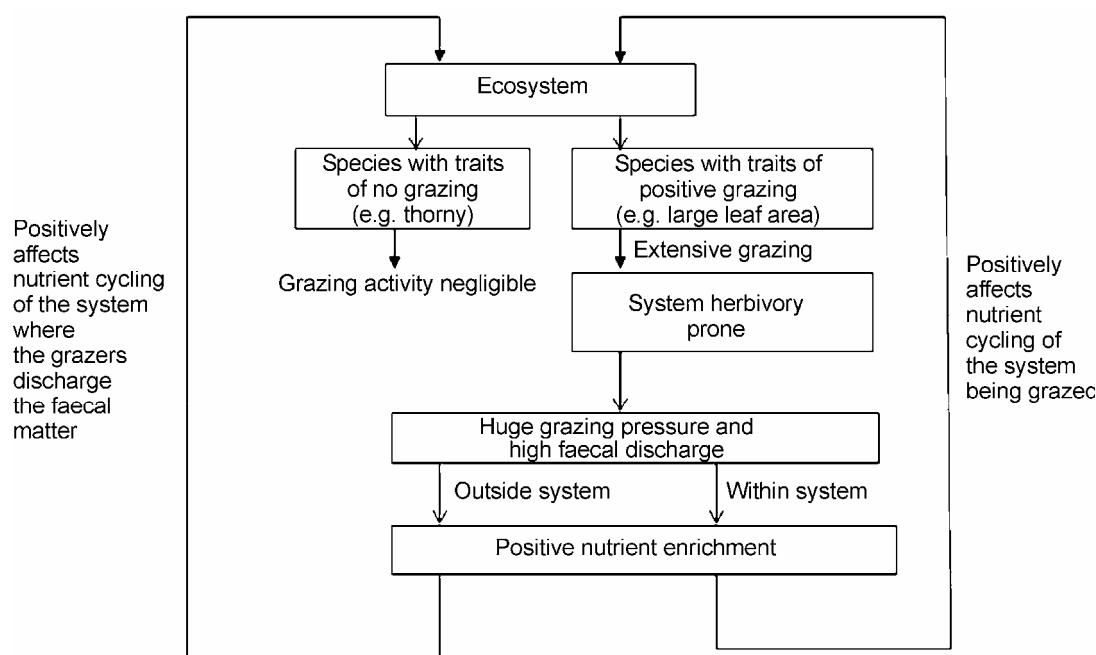 Ecosystem
Species with traits
of no grazing
(e.g. thorny)
Species with traits of
positive grazing
(e.g. large leaf area)
Positively
affects
nutrient cycling
of the system
where
the grazers
discharge
the faecal
matter
Extensive grazing
Grazing activity negligible
System herbivory
prone
Positively
affects
nutrient
cycling of
the system
being grazed
Huge grazing pressure and
high faecal discharge
Outside system
Within system
Positive nutrient enrichment